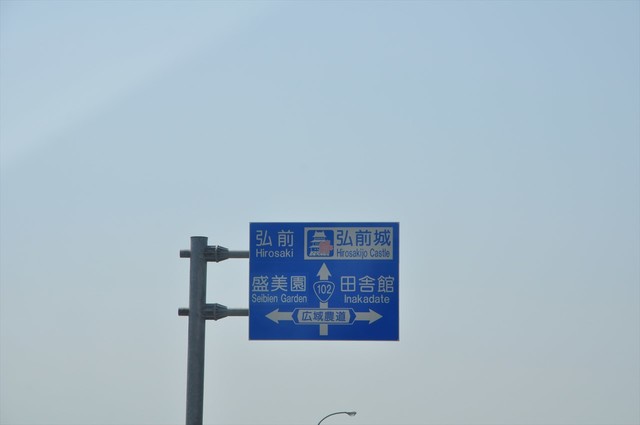 弘前 弘前城
Hirosaki Hirosakijo Castle
盛美園 102 田舎館
Seibien Garden Inakadate
広域農道